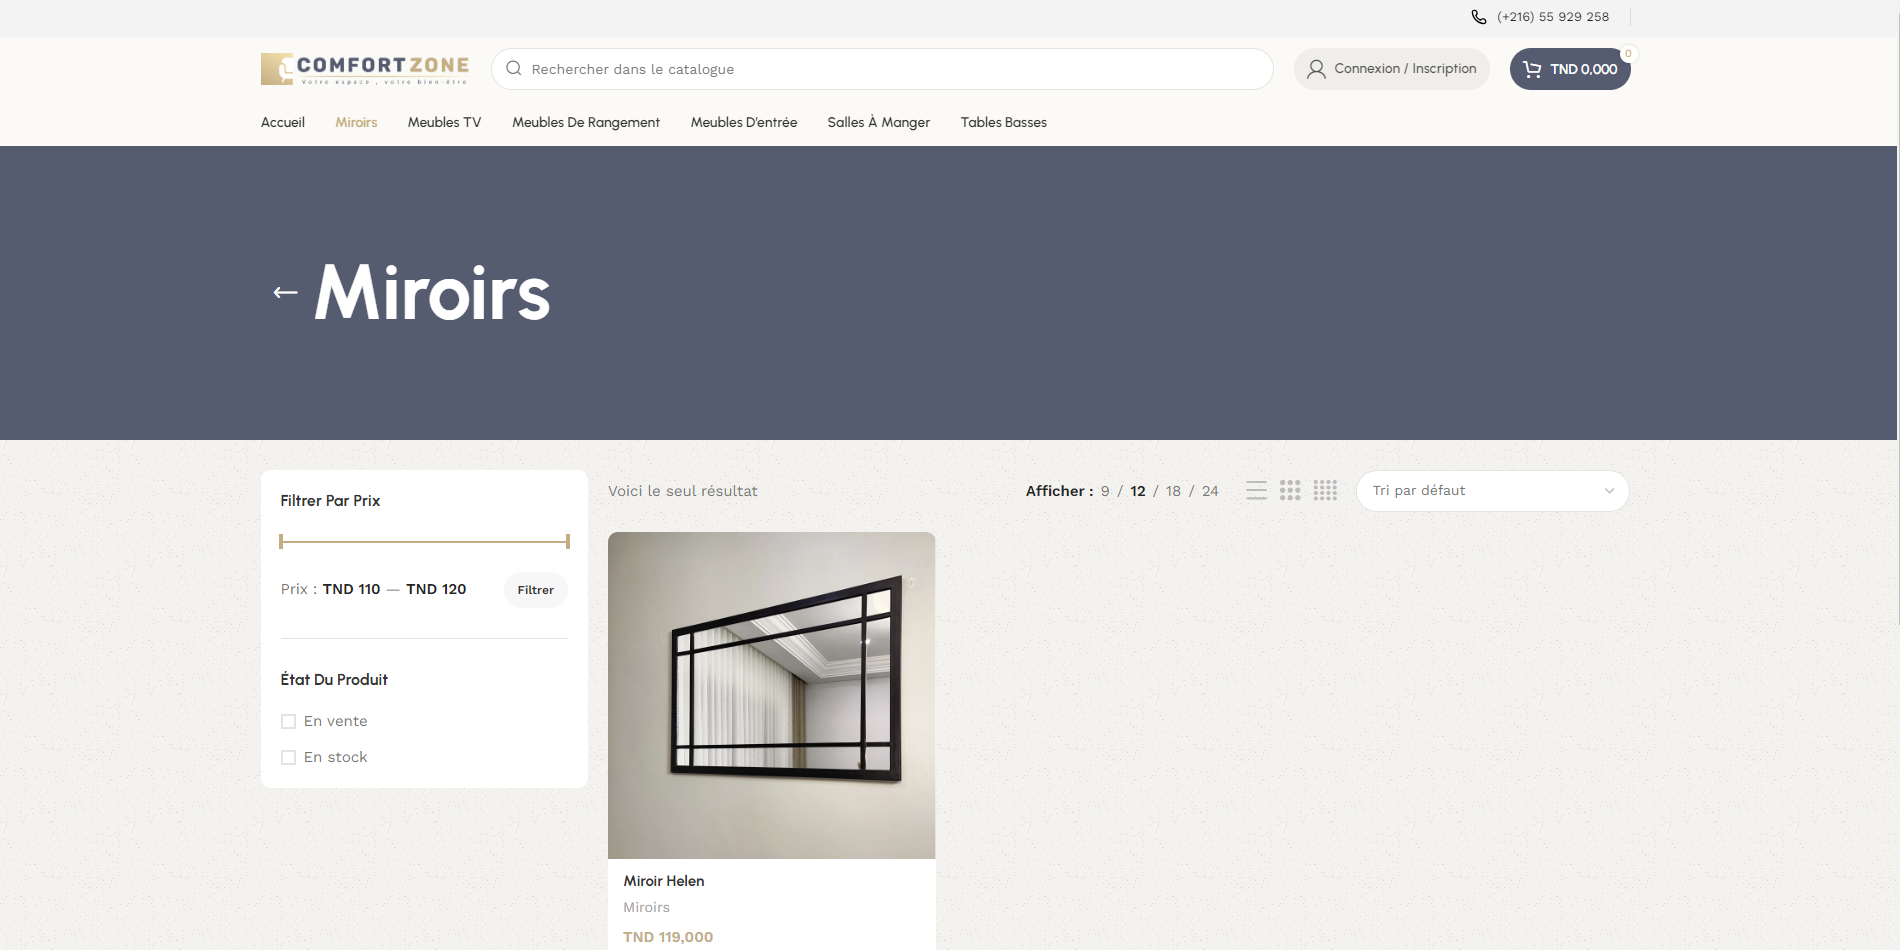 (+216) 55 929 258
COMFORTZONE
Votre espace , votre bien-être
Rechercher dans le catalogue
Connexion / Inscription
0
TND 0,000
Accueil
Miroirs
Meubles TV
Meubles De Rangement
Meubles D'entrée
Salles À Manger
Tables Basses
Miroirs
Filtrer Par Prix
Prix : TND 110 — TND 120
Filtrer
État Du Produit
En vente
En stock
Voici le seul résultat
Afficher : 9 / 12 / 18 / 24
Tri par défaut
Miroir Helen
Miroirs
TND 119,000